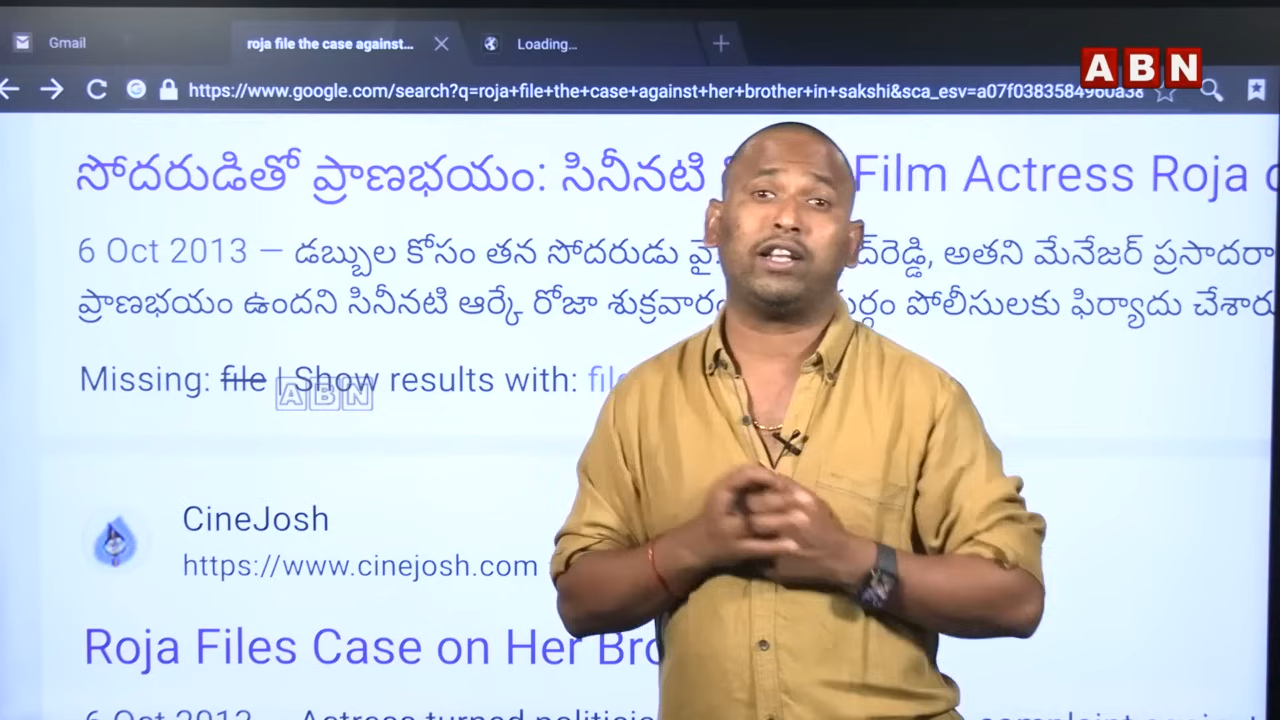 Gmail
roja file the case against...
Loading...
ABN
https://www.google.com/search?q=roja+file+the+case+against+her+brother+in+sakshi&sca_esv=a07f0383584960a38
సోదరుడితో ప్రాణభయం: సినీనటి Film Actress Roja
6 Oct 2013 — డబ్బుల కోసం తన సోదరుడు అతని మేనేజర్
ప్రాణభయం ఉందని సినీనటి ఆర్కే రోజా పోలీసులకు ఫిర్యాదు
Missing: file | Show results with:
ABN
CineJosh
https://www.cinejosh.com
Roja Files Case on Her